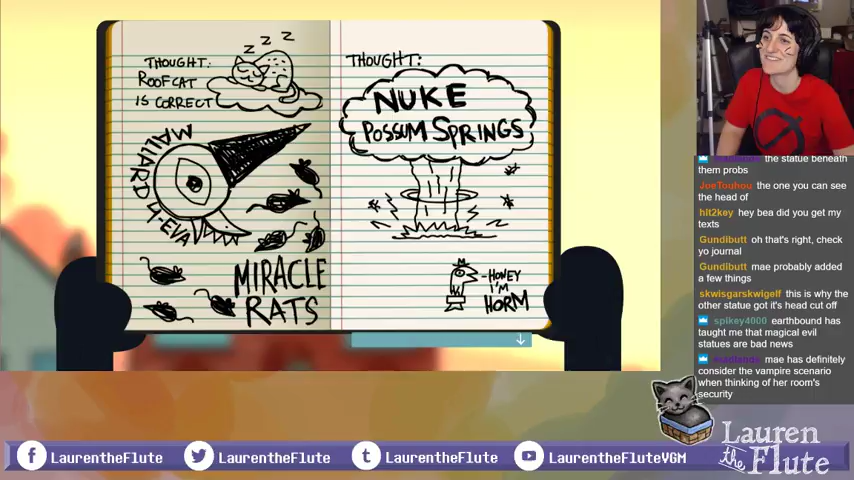 THOUGHT:
ROOFCAT
IS CORRECT
Z Z Z
MALLARD 4-EVA
MIRACLE
RATS
THOUGHT:
NUKE
POSSUM SPRINGS
-HONEY
I'M
HORM
the statue beneath
them probs
JoeTouhou the one you can see
the head of
hit2key hey bea did you get my
texts
Gundibutt oh that's right, check
yo journal
Gundibutt mae probably added
a few things
skwisgarskwigelf this is why the
other statue got it's head cut off
spikey4000 earthbound has
taught me that magical evil
statues are bad news
mae has definitely
consider the vampire scenario
when thinking of her room's
security
Lauren
the Flute
LaurentheFlute
LaurentheFlute
LaurentheFlute
LaurentheFluteVGM